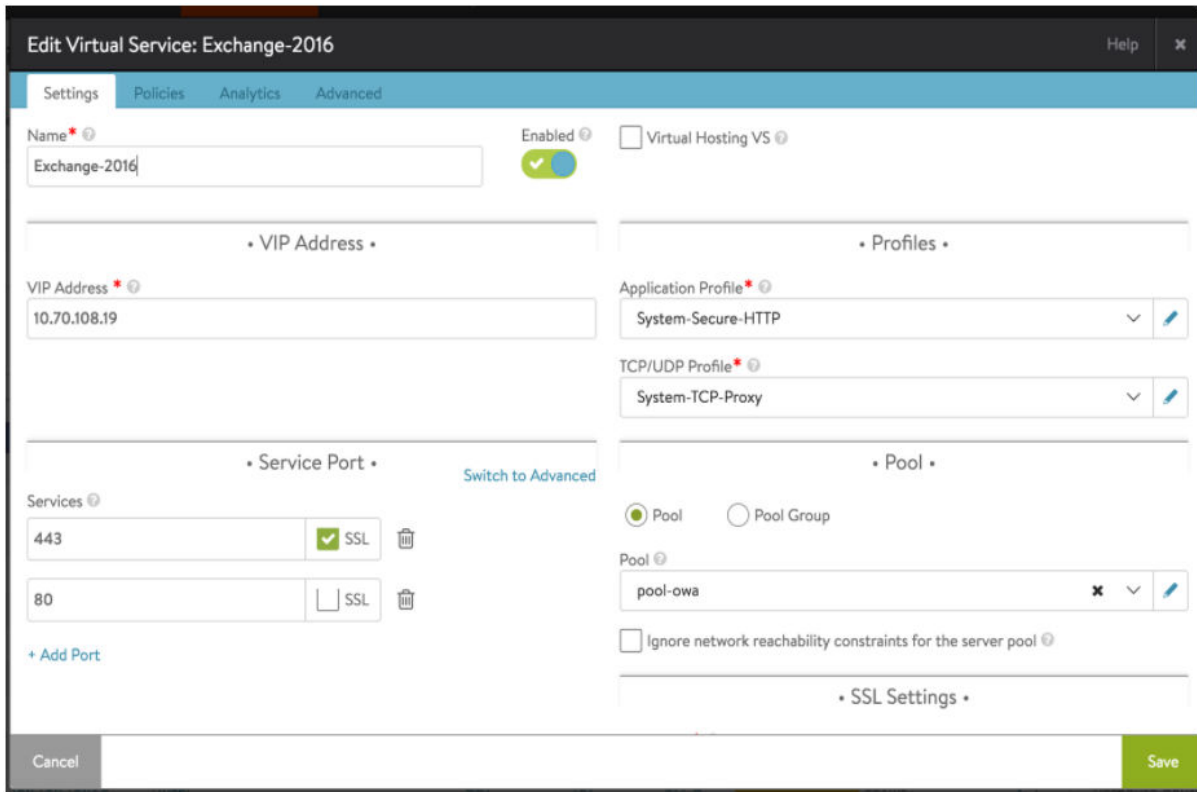 Edit Virtual Service: Exchange-2016
Help
Settings Policies Analytics Advanced
Name*
Enabled
Exchange-2016
Virtual Hosting VS
• VIP Address •
VIP Address *
10.70.108.19
• Profiles •
Application Profile*
System-Secure-HTTP
TCP/UDP Profile*
System-TCP-Proxy
• Service Port •
Switch to Advanced
Services
443
SSL
80
SSL
+ Add Port
• Pool •
Pool
Pool Group
Pool
pool-owa
Ignore network reachability constraints for the server pool
• SSL Settings •
Cancel
Save